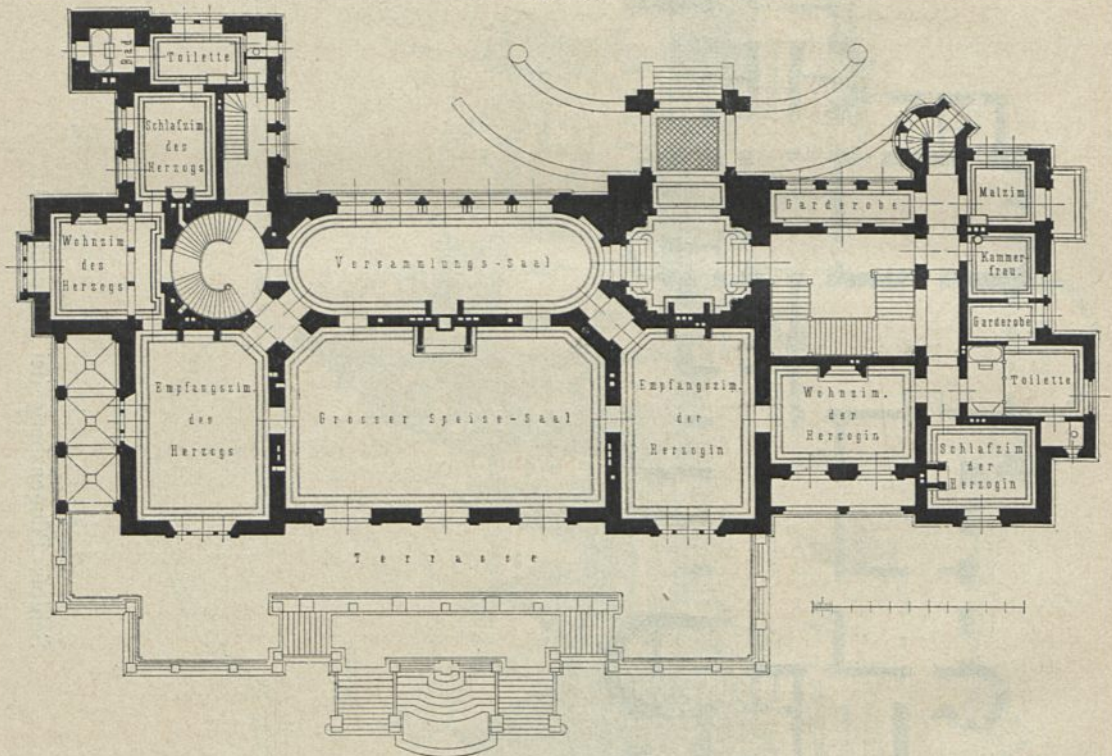 Bad
Toilette
Schlafzim
des
Herzogs
Wohnzim
des
Herzogs
Versammlungs-Saal
Garderobe
Malzim.
Kammer-
frau.
Garderobe
Toilette
Empfangszim.
des
Herzogs
Grosser Speise-Saal
Empfangszim.
der
Herzogin
Wohnzim.
der
Herzogin
Schlafzim
der
Herzogin
Terrasse